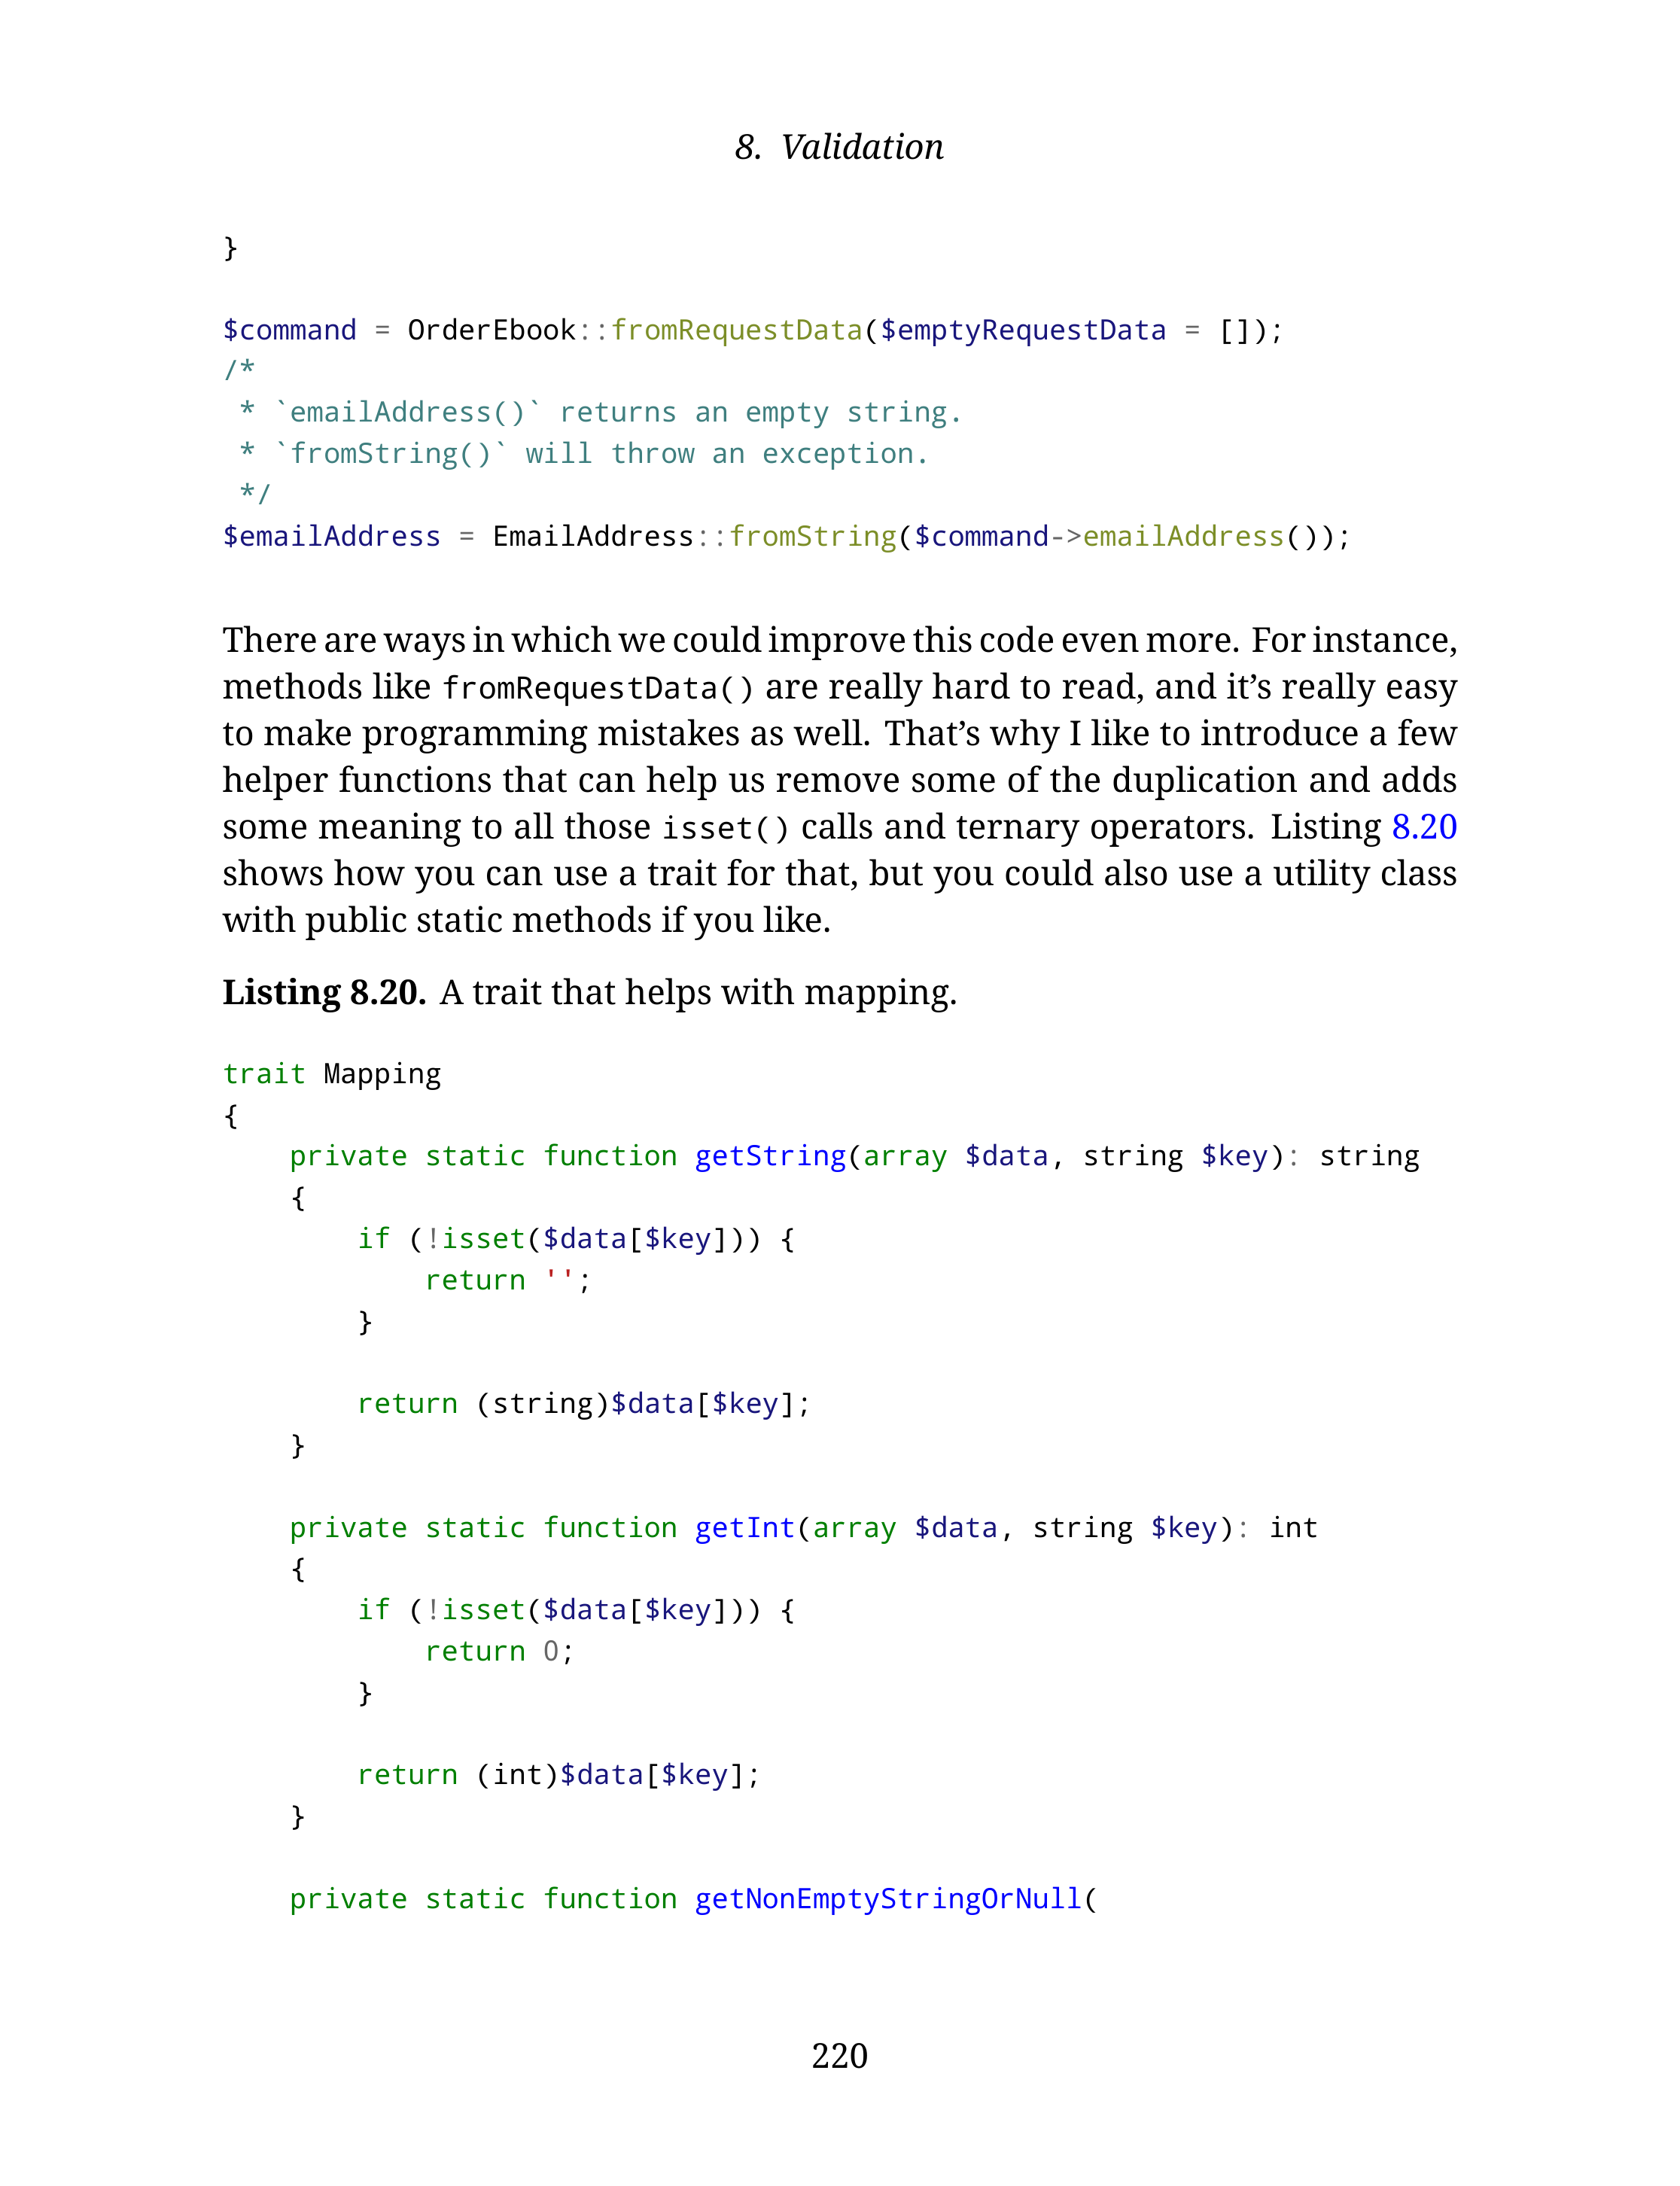 8. Validation
}
$command = OrderEbook::fromRequestData($emptyRequestData = []);
/*
 * `emailAddress()` returns an empty string.
 * `fromString()` will throw an exception.
 */
$emailAddress = EmailAddress::fromString($command->emailAddress());
There are ways in which we could improve this code even more. For instance,
methods like fromRequestData() are really hard to read, and it’s really easy
to make programming mistakes as well. That’s why I like to introduce a few
helper functions that can help us remove some of the duplication and adds
some meaning to all those isset() calls and ternary operators. Listing 8.20
shows how you can use a trait for that, but you could also use a utility class
with public static methods if you like.
Listing 8.20. A trait that helps with mapping.
trait Mapping
{
    private static function getString(array $data, string $key): string
    {
        if (!isset($data[$key])) {
            return '';
        }
        return (string)$data[$key];
    }
    private static function getInt(array $data, string $key): int
    {
        if (!isset($data[$key])) {
            return 0;
        }
        return (int)$data[$key];
    }
    private static function getNonEmptyStringOrNull(
220